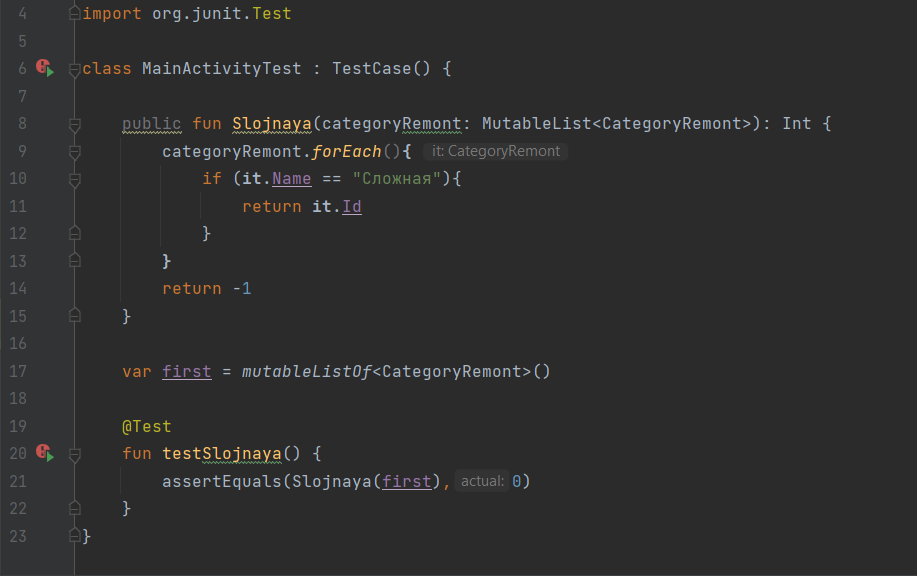 4 import org.junit.Test
5
6 class MainActivityTest : TestCase() {
7
8 public fun Slojnaya(categoryRemont: MutableList<CategoryRemont>): Int {
9 categoryRemont.forEach(){ it: CategoryRemont
10 if (it.Name == "Сложная"){
11 return it.Id
12 }
13 }
14 return -1
15 }
16
17 var first = mutableListOf<CategoryRemont>()
18
19 @Test
20 fun testSlojnaya() {
21 assertEquals(Slojnaya(first), actual: 0)
22 }
23 }